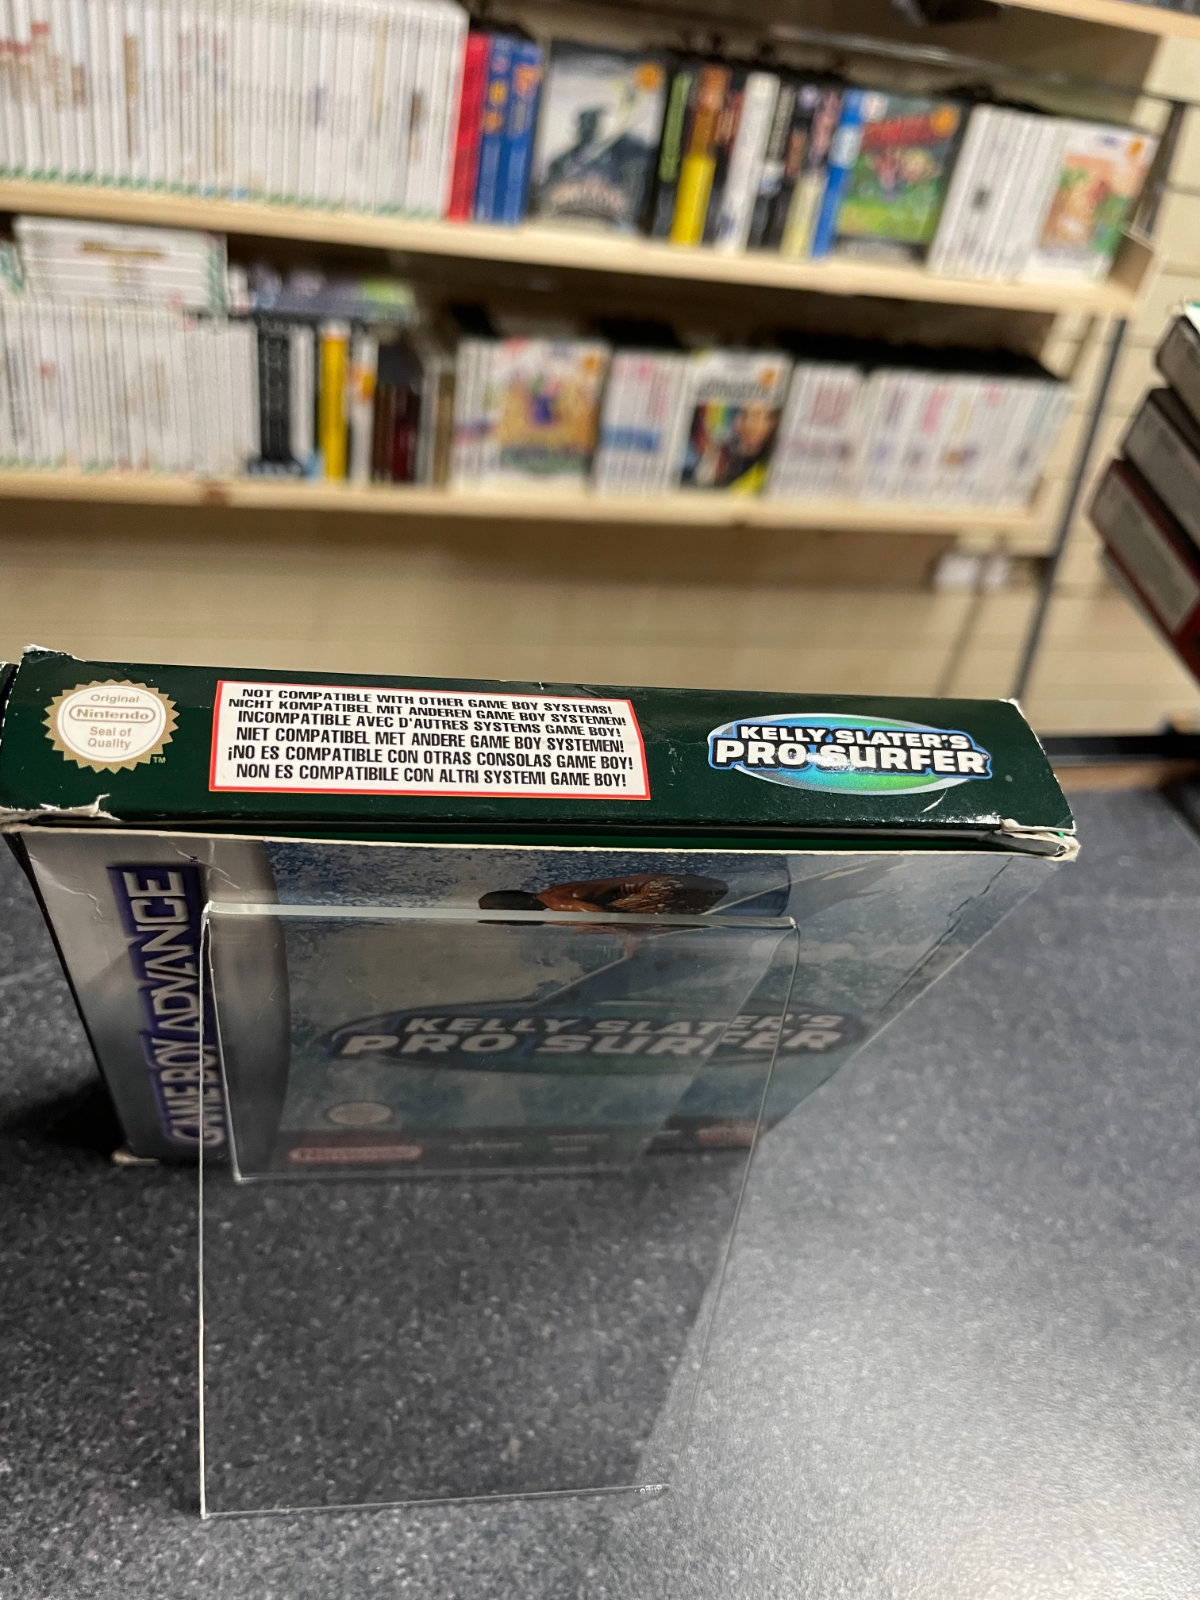 Original
Nintendo
Seal of
Quality
TM
NOT COMPATIBLE WITH OTHER GAME BOY SYSTEMS!
NICHT KOMPATIBEL MIT ANDEREN GAME BOY SYSTEMEN!
INCOMPATIBLE AVEC D'AUTRES SYSTEMS GAME BOY!
NIET COMPATIBEL MET ANDERE GAME BOY SYSTEMEN!
¡NO ES COMPATIBLE CON OTRAS CONSOLAS GAME BOY!
NON ES COMPATIBILE CON ALTRI SYSTEMI GAME BOY!
KELLY SLATER'S
PRO SURFER
GAME BOY ADVANCE
KELLY SLATER'S
PRO SURFER
Nintendo